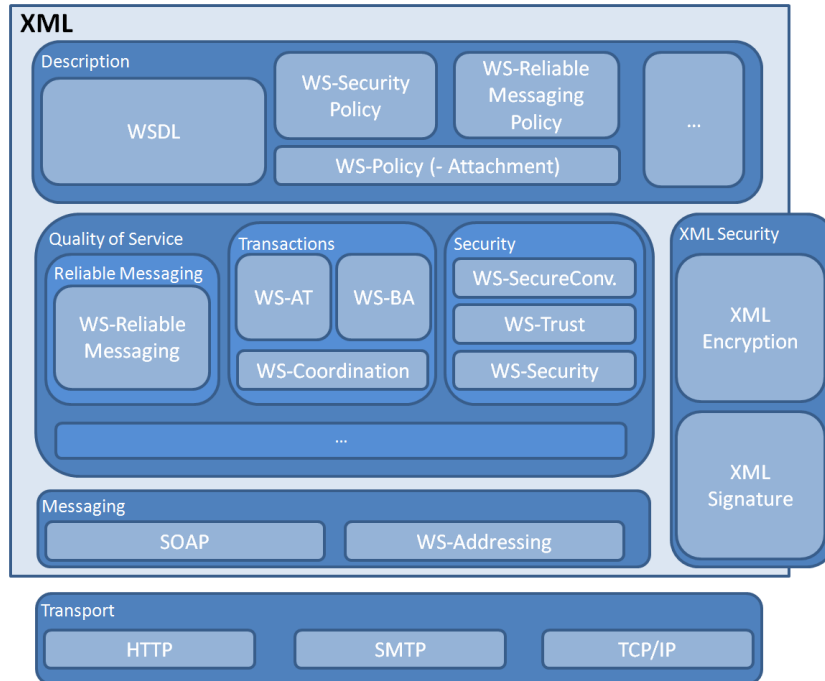 XML
Description
WSDL
WS-Security
Policy
WS-Reliable
Messaging
Policy
...
WS-Policy (- Attachment)
Quality of Service
Reliable Messaging
WS-Reliable
Messaging
Transactions
WS-AT
WS-BA
WS-Coordination
Security
WS-SecureConv.
WS-Trust
WS-Security
...
XML Security
XML
Encryption
XML
Signature
Messaging
SOAP
WS-Addressing
Transport
HTTP
SMTP
TCP/IP